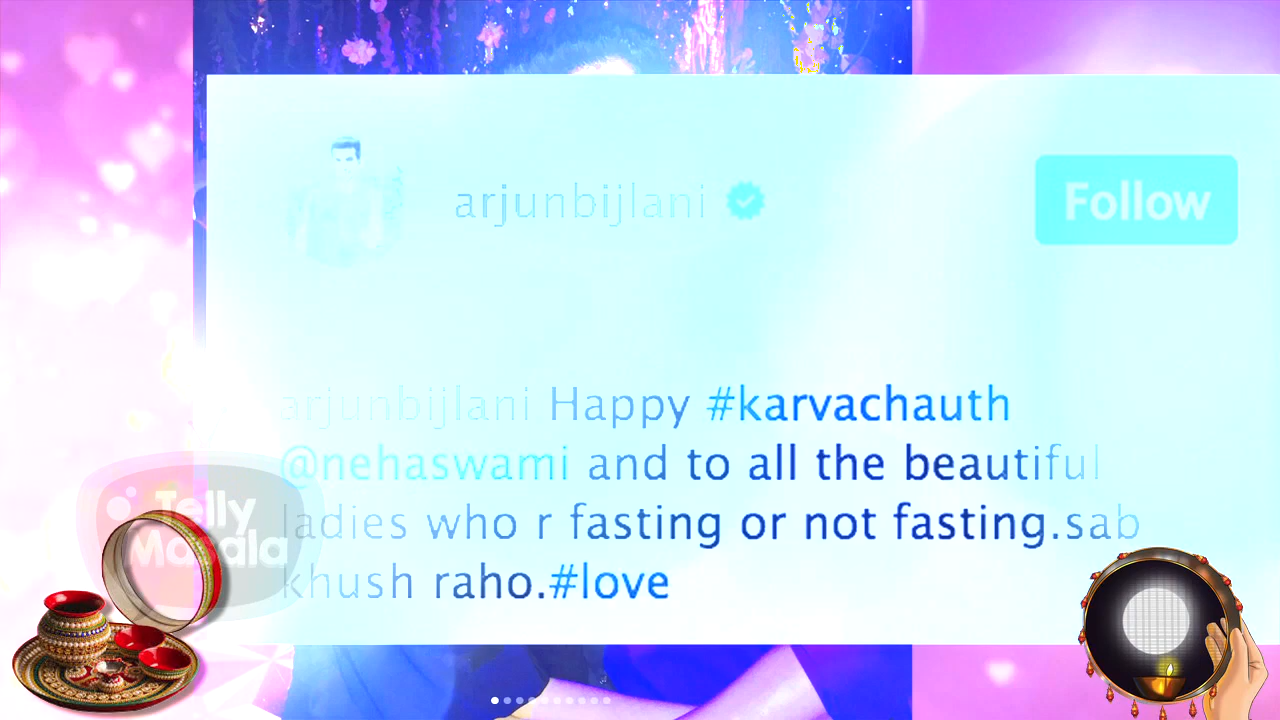 arjunbijlani
Follow
arjunbijlani Happy #karvachauth
@nehaswami and to all the beautiful
ladies who r fasting or not fasting.sab
khush raho.#love
Telly
Masala